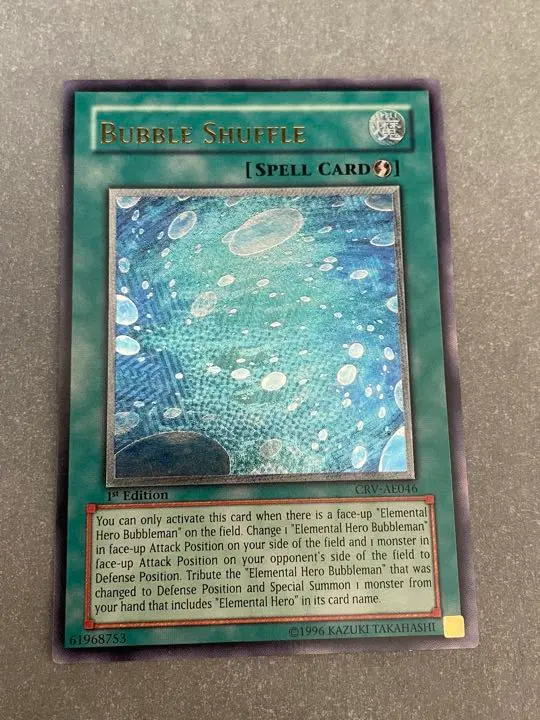 BUBBLE SHUFFLE
SPELL
魔
[SPELL CARD]
1st Edition
CRV-AE046
You can only activate this card when there is a face-up "Elemental
Hero Bubbleman" on the field. Change 1 "Elemental Hero Bubbleman"
in face-up Attack Position on your side of the field and 1 monster in
face-up Attack Position on your opponent's side of the field to
Defense Position. Tribute the "Elemental Hero Bubbleman" that was
changed to Defense Position and Special Summon 1 monster from
your hand that includes "Elemental Hero" in its card name.
61968753
©1996 KAZUKI TAKAHASHI